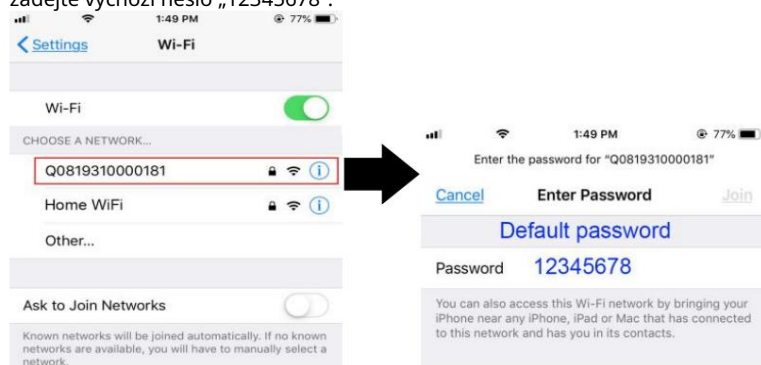 zadejte výchozí heslo „12345678“.
1:49 PM
77%
Settings
Wi-Fi
Wi-Fi
CHOOSE A NETWORK...
Q0819310000181
Home WiFi
Other...
Ask to Join Networks
Known networks will be joined automatically. If no known
networks are available, you will have to manually select a
network.
1:49 PM
77%
Enter the password for “Q0819310000181”
Cancel
Enter Password
Join
Default password
Password
12345678
You can also access this Wi-Fi network by bringing your
iPhone near any iPhone, iPad or Mac that has connected
to this network and has you in its contacts.